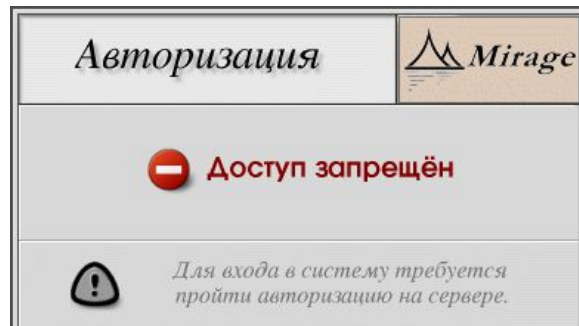 Авторизация
Mirage
Доступ запрещён
Для входа в систему требуется
пройти авторизацию на сервере.